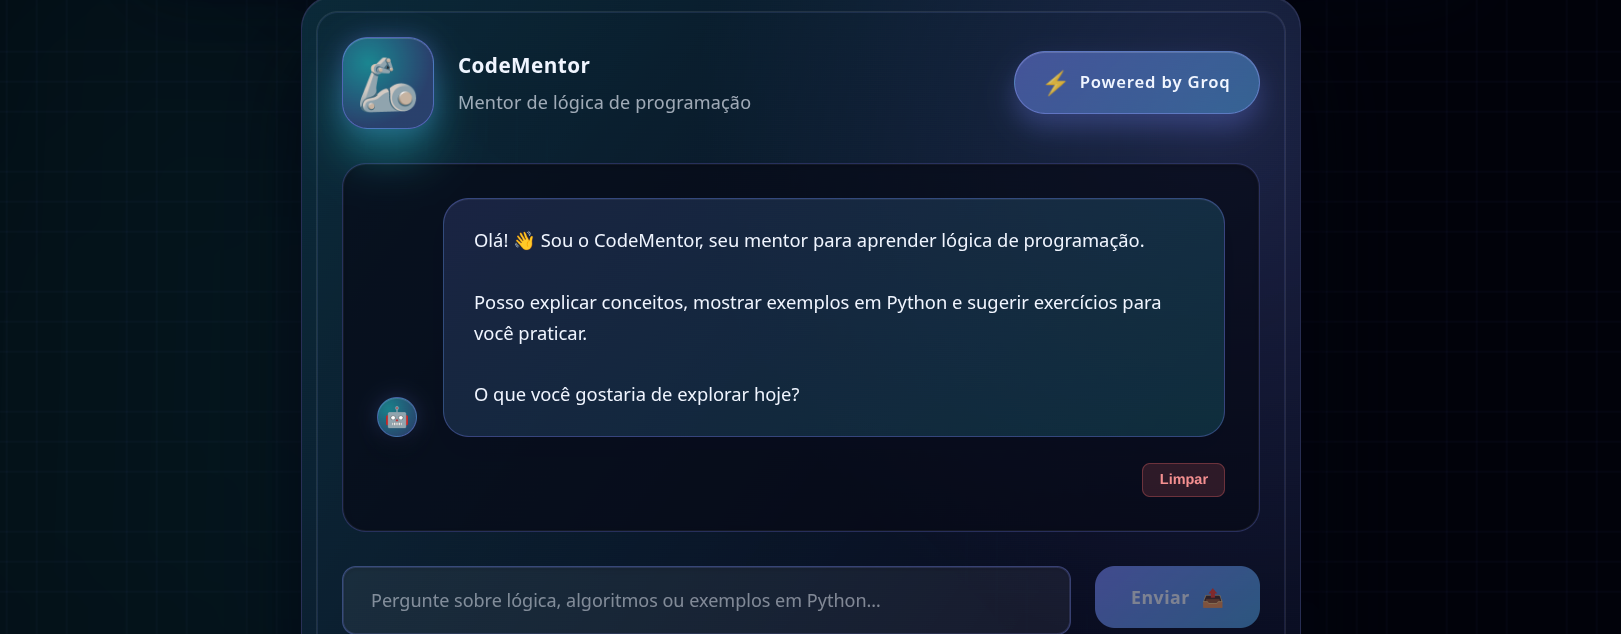 CodeMentor
Mentor de lógica de programação
⚡ Powered by Groq
Olá! 👋 Sou o CodeMentor, seu mentor para aprender lógica de programação.
Posso explicar conceitos, mostrar exemplos em Python e sugerir exercícios para
você praticar.
O que você gostaria de explorar hoje?
Limpar
Pergunte sobre lógica, algoritmos ou exemplos em Python...
Enviar 📤